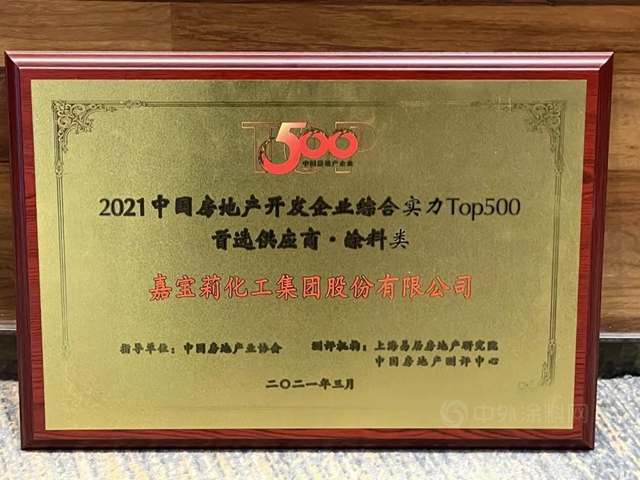 TOP
500
中国房地产企业
2021中国房地产开发企业综合实力Top500
首选供应商·涂料类
嘉宝莉化工集团股份有限公司
指导单位：中国房地产业协会 测评机构：上海易居房地产研究院
中国房地产测评中心
二〇二一年三月
中外涂料网